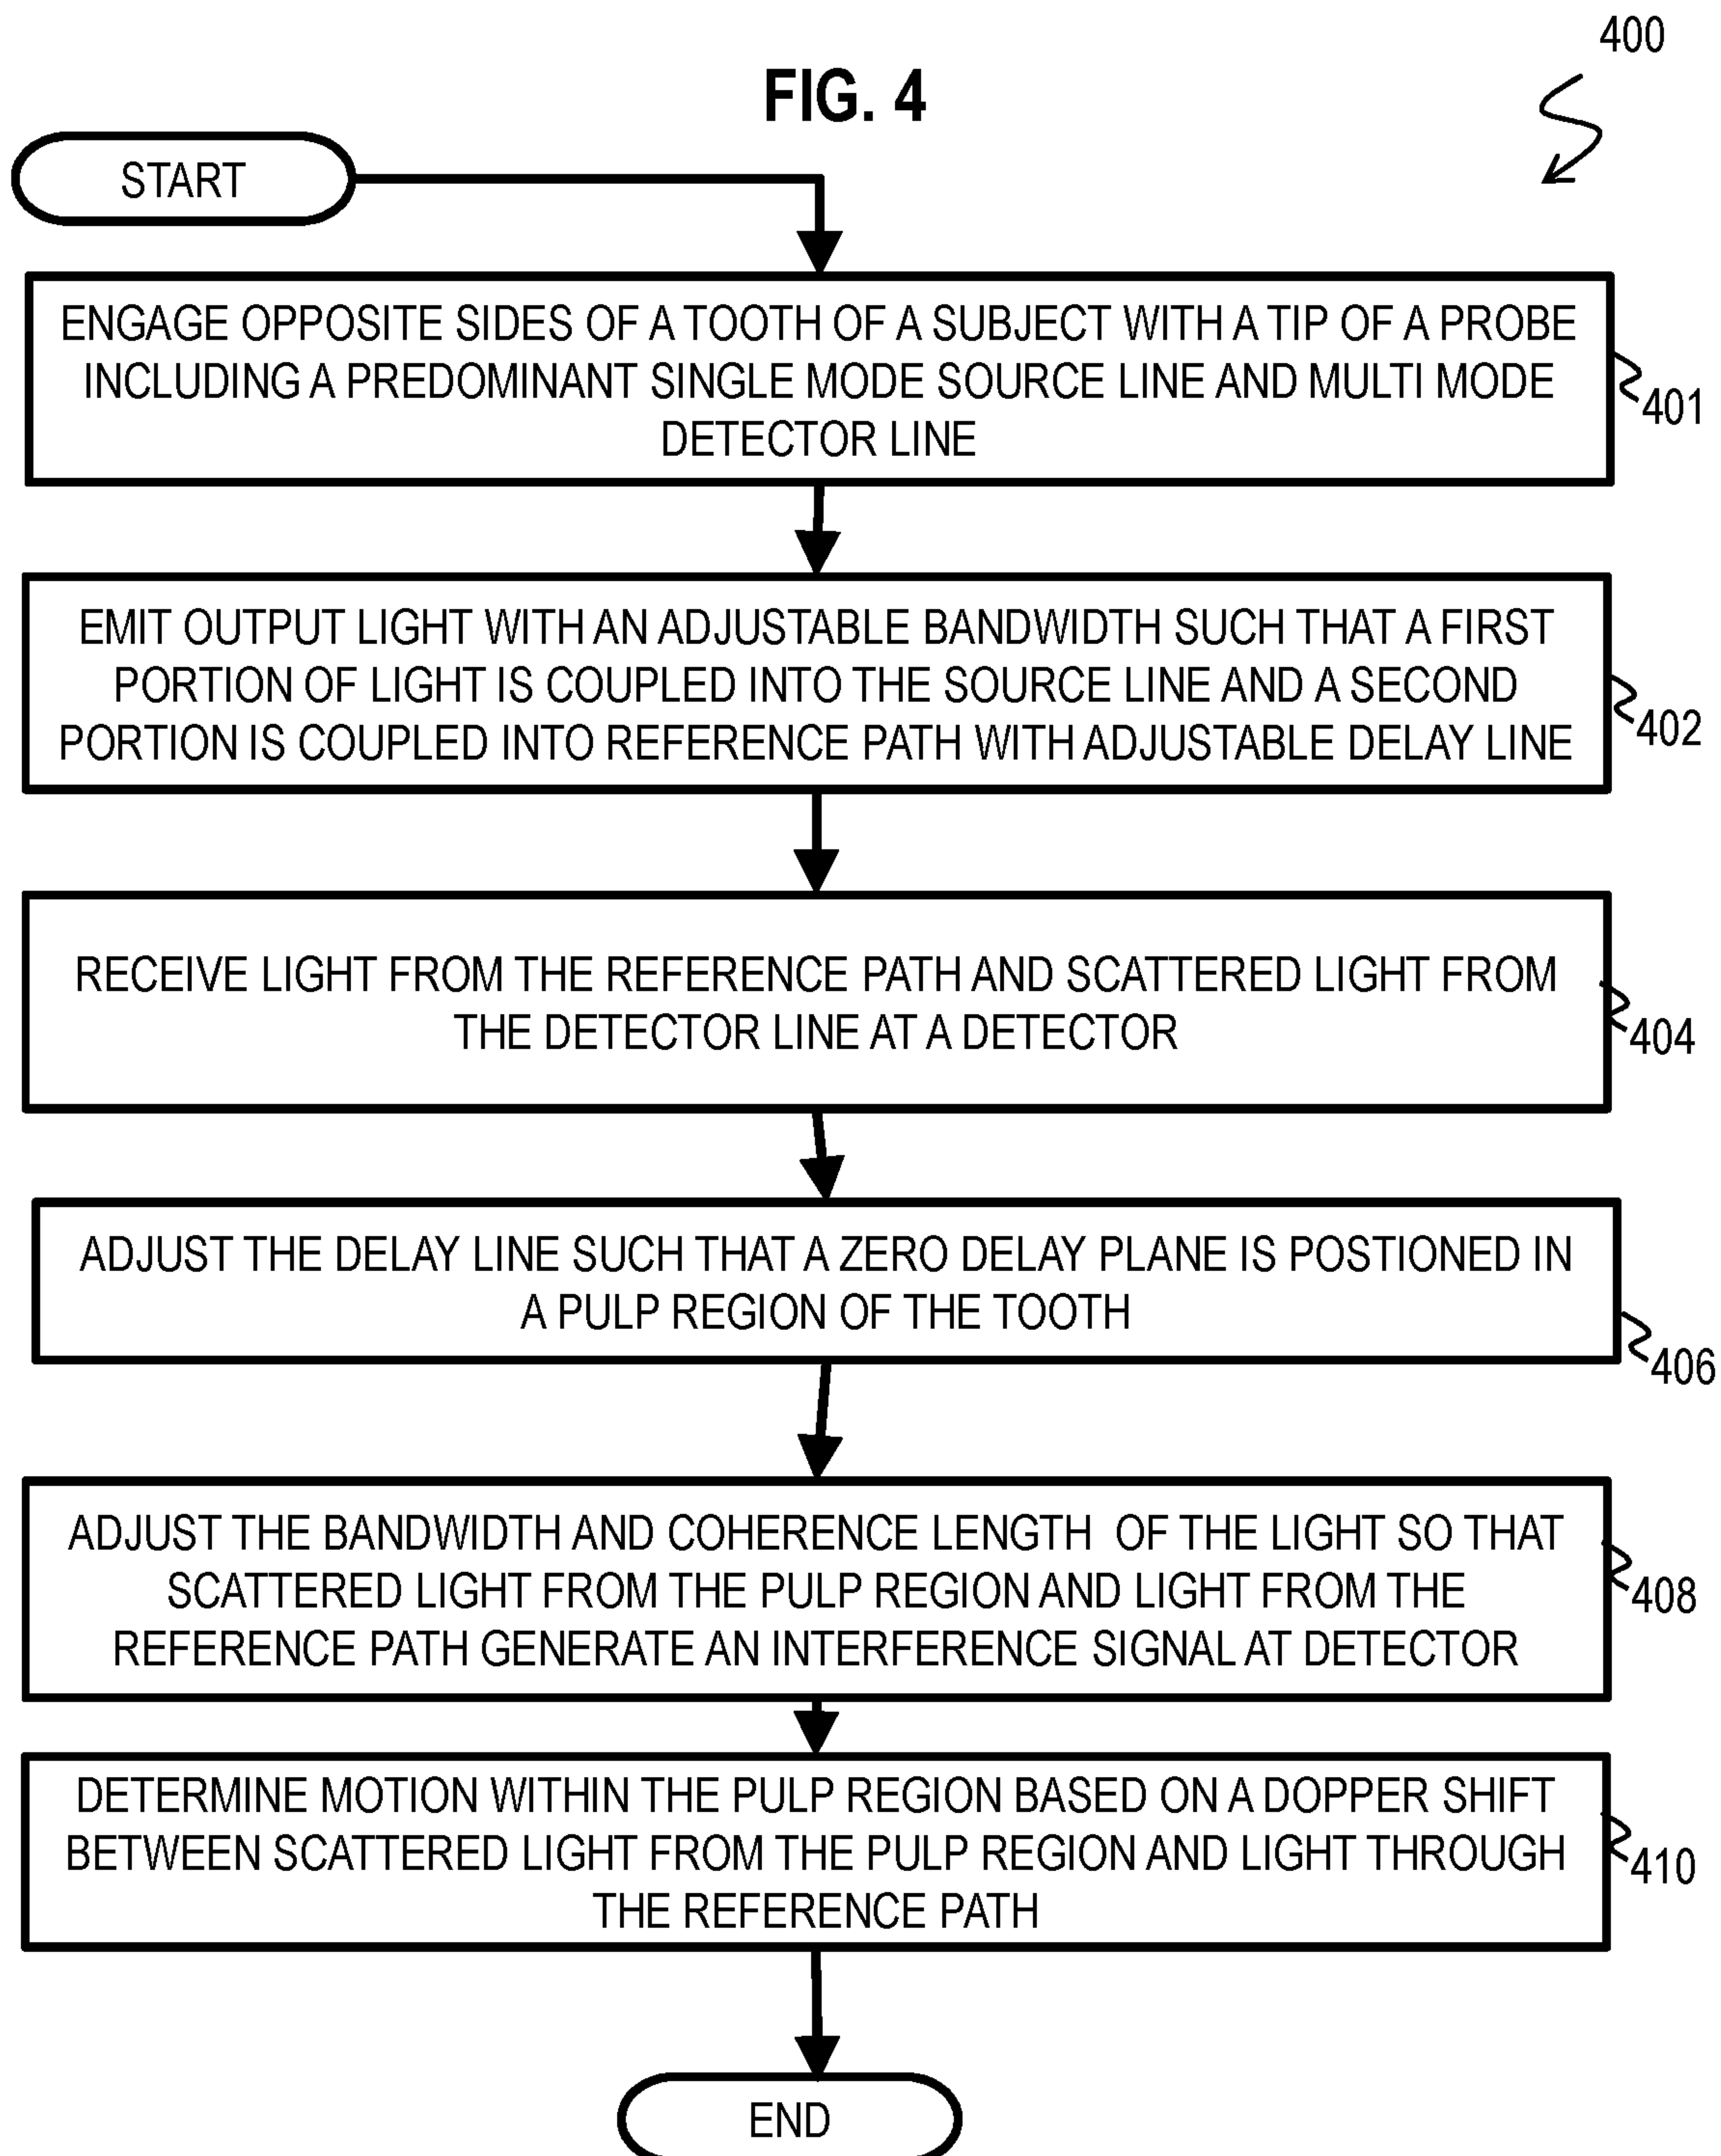 400
FIG. 4
START
ENGAGE OPPOSITE SIDES OF A TOOTH OF A SUBJECT WITH A TIP OF A PROBE
INCLUDING A PREDOMINANT SINGLE MODE SOURCE LINE AND MULTI MODE
DETECTOR LINE
401
EMIT OUTPUT LIGHT WITH AN ADJUSTABLE BANDWIDTH SUCH THAT A FIRST
PORTION OF LIGHT IS COUPLED INTO THE SOURCE LINE AND A SECOND
PORTION IS COUPLED INTO REFERENCE PATH WITH ADJUSTABLE DELAY LINE
402
RECEIVE LIGHT FROM THE REFERENCE PATH AND SCATTERED LIGHT FROM
THE DETECTOR LINE AT A DETECTOR
404
ADJUST THE DELAY LINE SUCH THAT A ZERO DELAY PLANE IS POSTIONED IN
A PULP REGION OF THE TOOTH
406
ADJUST THE BANDWIDTH AND COHERENCE LENGTH OF THE LIGHT SO THAT
SCATTERED LIGHT FROM THE PULP REGION AND LIGHT FROM THE
REFERENCE PATH GENERATE AN INTERFERENCE SIGNAL AT DETECTOR
408
DETERMINE MOTION WITHIN THE PULP REGION BASED ON A DOPPER SHIFT
BETWEEN SCATTERED LIGHT FROM THE PULP REGION AND LIGHT THROUGH
THE REFERENCE PATH
410
END